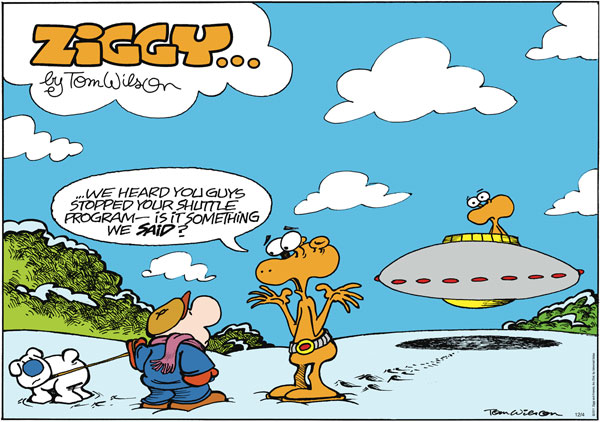 ZIGGY...
by Tom Wilson
...WE HEARD YOU GUYS
STOPPED YOUR SHUTTLE
PROGRAM— IS IT SOMETHING
WE SAID?
Tom Wilson
12/4